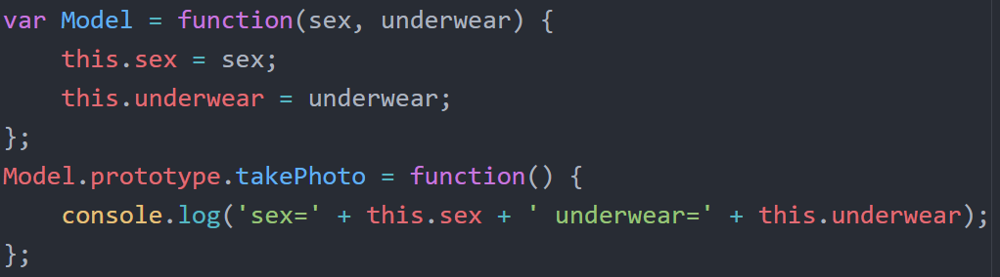 var Model = function(sex, underwear) {
    this.sex = sex;
    this.underwear = underwear;
};
Model.prototype.takePhoto = function() {
    console.log('sex=' + this.sex + ' underwear=' + this.underwear);
};